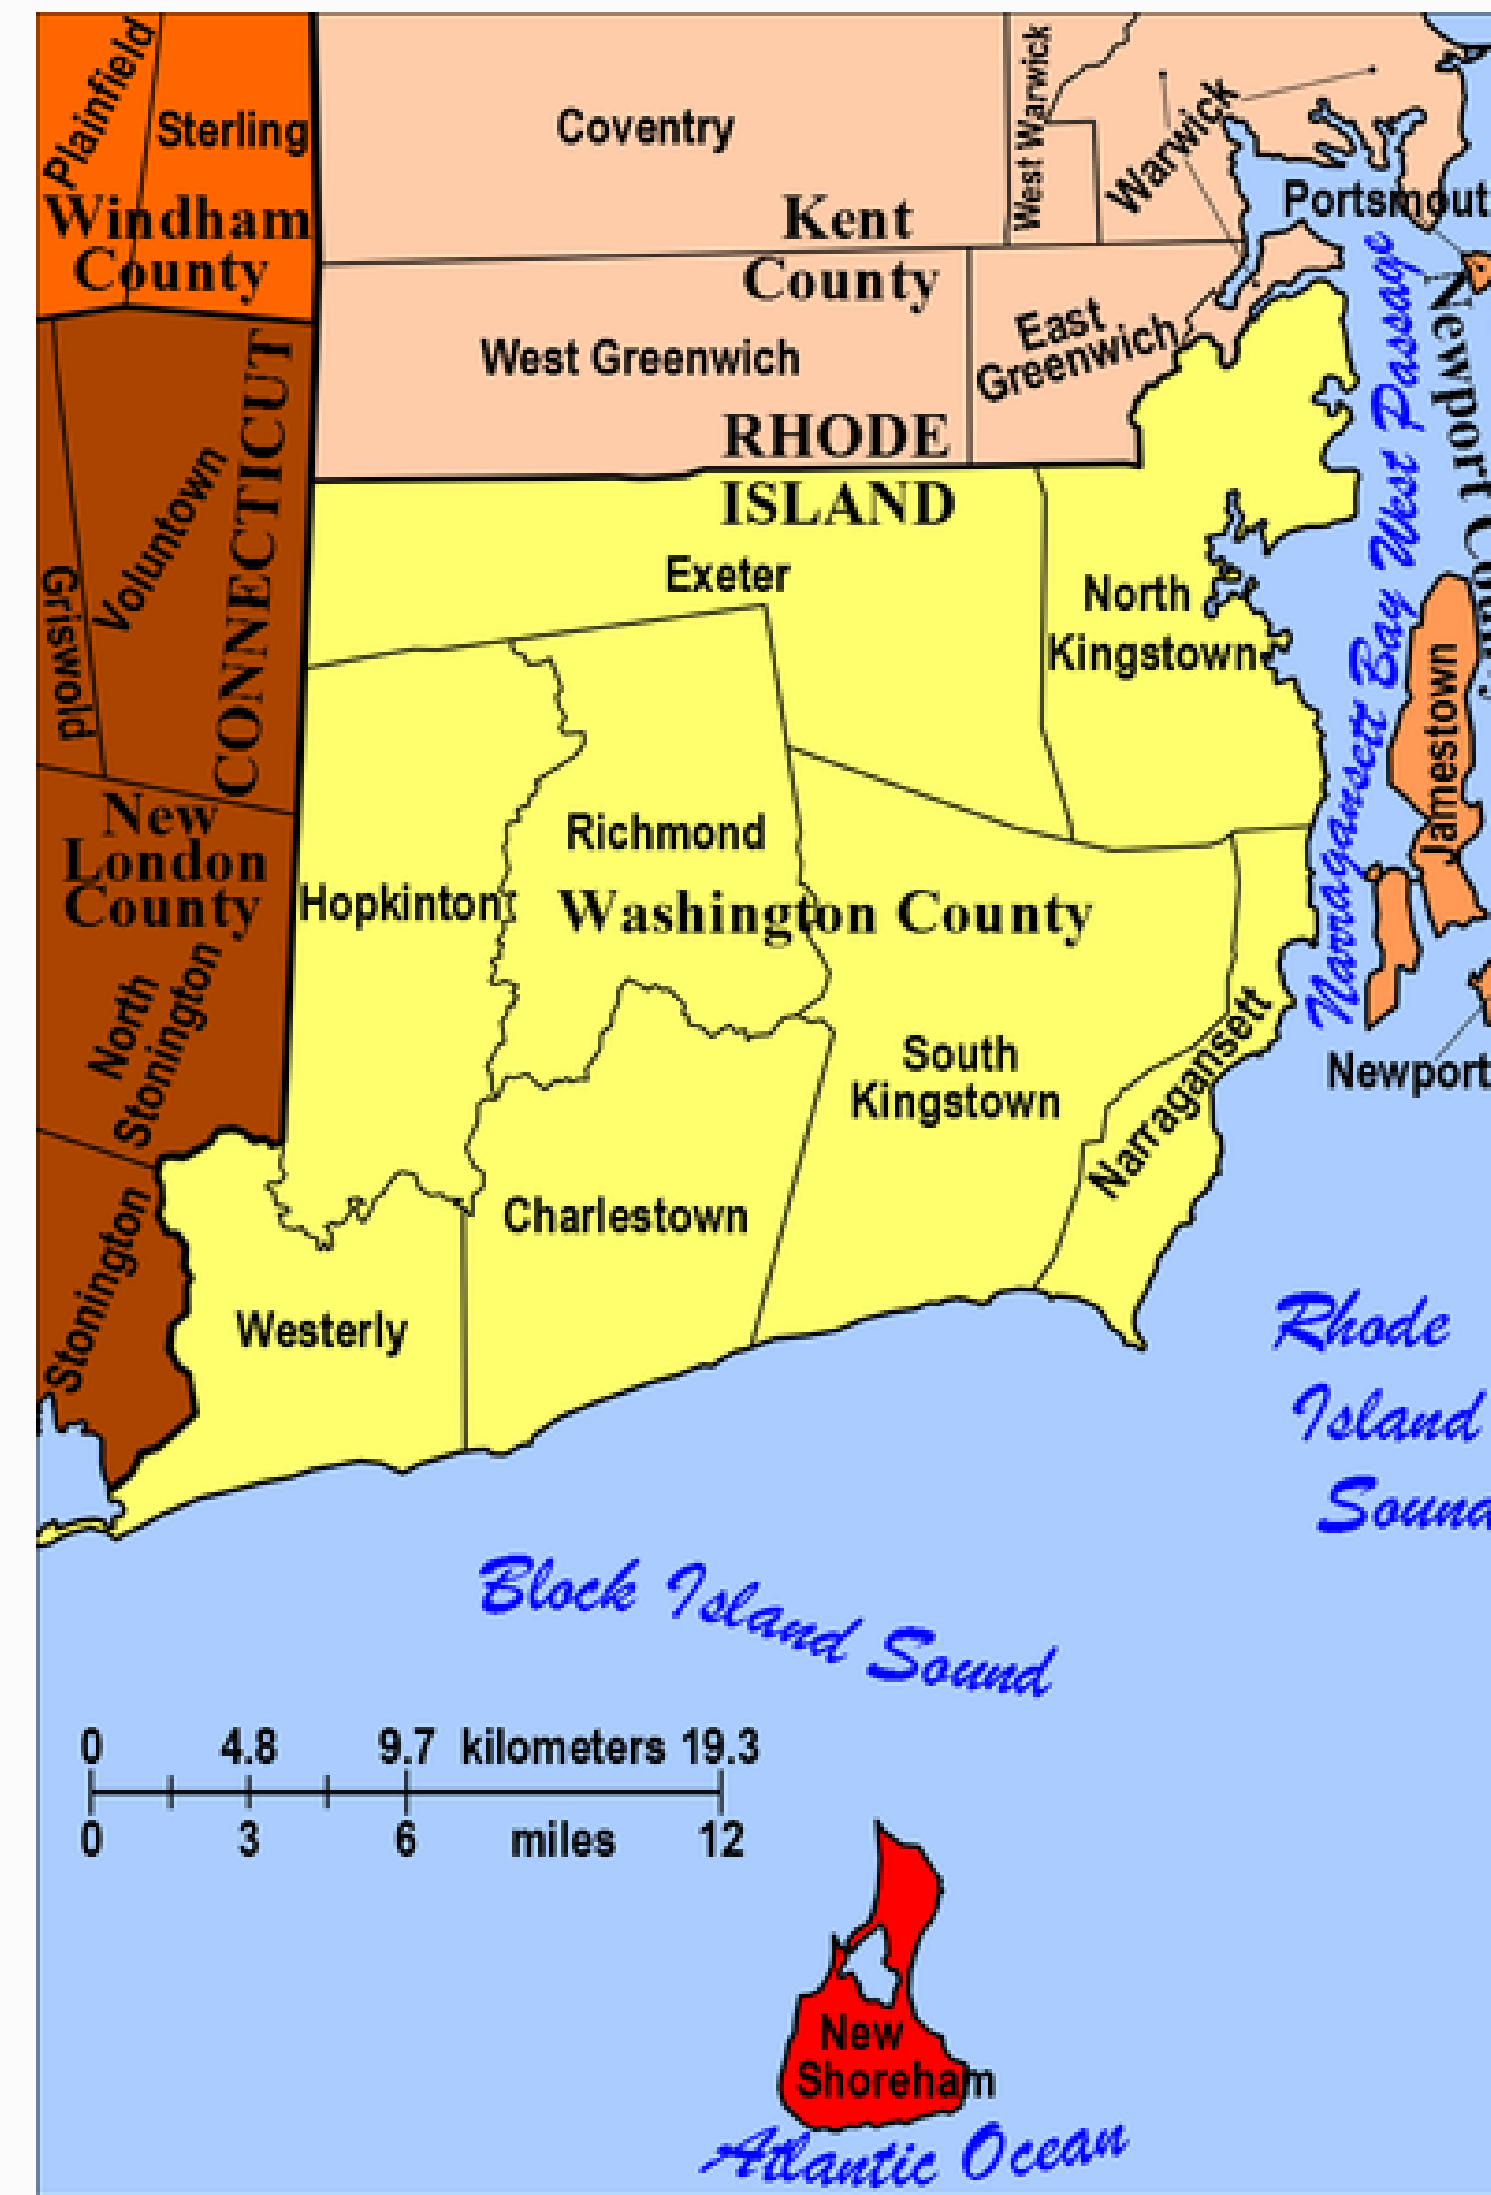 Plainfield
Sterling
Windham
County
Coventry
West Warwick
Warwick
Kent
County
Portsmout
West Greenwich
East
Greenwich
RHODE
ISLAND
CONNECTICUT
Voluntown
Griswold
Exeter
North
Kingstown
Narragansett Bay West Passage
Newport County
Jamestown
New
London
County
Richmond
Hopkinton
Washington County
North
Stonington
South
Kingstown
Narragansett
Newport
Stonington
Charlestown
Westerly
Rhode
Island
Sound
Block Island Sound
0 4.8 9.7 kilometers 19.3
0 3 6 miles 12
New
Shoreham
Atlantic Ocean